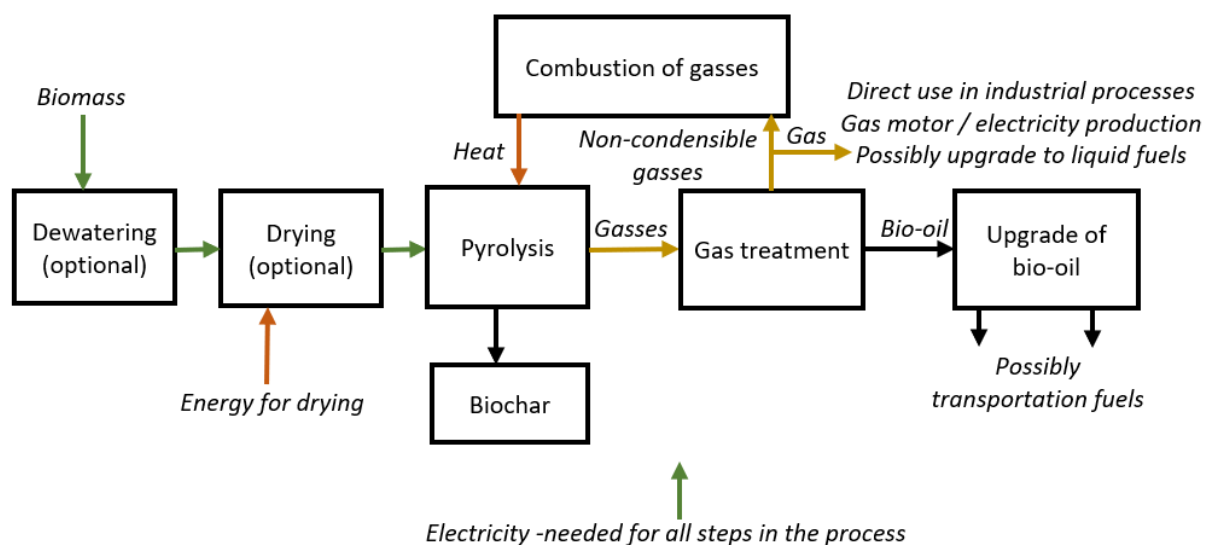 Combustion of gasses
Biomass
Direct use in industrial processes
Gas motor / electricity production
Possibly upgrade to liquid fuels
Heat
Non-condensible
gasses
Gas
Dewatering
(optional)
Drying
(optional)
Pyrolysis
Gasses
Gas treatment
Bio-oil
Upgrade of
bio-oil
Energy for drying
Biochar
Possibly
transportation fuels
Electricity -needed for all steps in the process